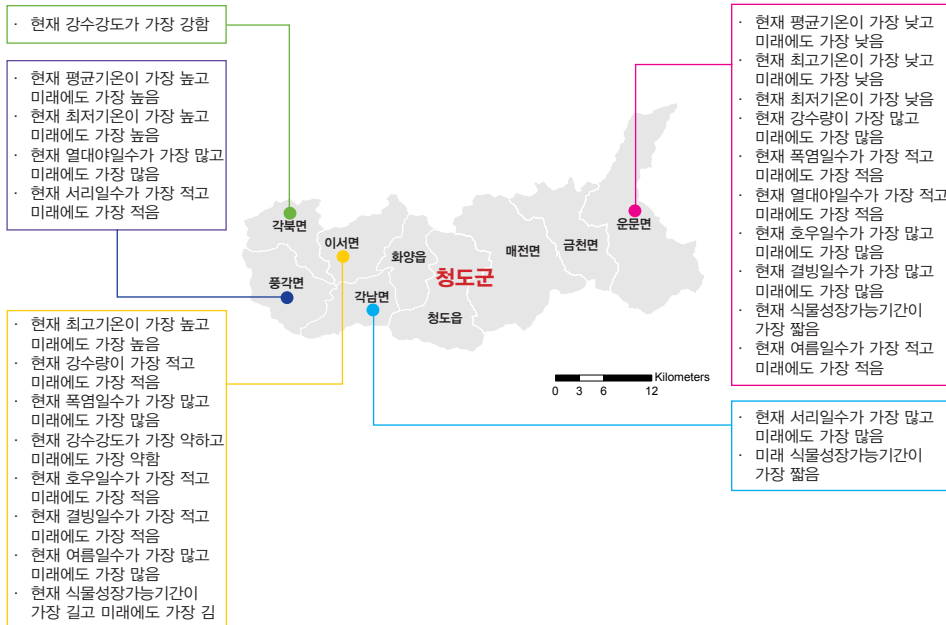 · 현재 강수강도가 가장 강함
· 현재 평균기온이 가장 높고
미래에도 가장 높음
· 현재 최저기온이 가장 높고
미래에도 가장 높음
· 현재 열대야일수가 가장 많고
미래에도 가장 많음
· 현재 서리일수가 가장 적고
미래에도 가장 적음
· 현재 최고기온이 가장 높고
미래에도 가장 높음
· 현재 강수량이 가장 적고
미래에도 가장 적음
· 현재 폭염일수가 가장 많고
미래에도 가장 많음
· 현재 강수강도가 가장 약하고
미래에도 가장 약함
· 현재 호우일수가 가장 적고
미래에도 가장 적음
· 현재 결빙일수가 가장 적고
미래에도 가장 적음
· 현재 여름일수가 가장 많고
미래에도 가장 많음
· 현재 식물성장가능기간이
가장 길고 미래에도 가장 김
각북면
이서면
화양읍
풍각면
각남면
청도군
청도읍
매전면
금천면
운문면
Kilometers
0 3 6 12
· 현재 평균기온이 가장 낮고
미래에도 가장 낮음
· 현재 최고기온이 가장 낮고
미래에도 가장 낮음
· 현재 최저기온이 가장 낮음
· 현재 강수량이 가장 많고
미래에도 가장 많음
· 현재 폭염일수가 가장 적고
미래에도 가장 적음
· 현재 열대야일수가 가장 적고
미래에도 가장 적음
· 현재 호우일수가 가장 많고
미래에도 가장 많음
· 현재 결빙일수가 가장 많고
미래에도 가장 많음
· 현재 식물성장가능기간이
가장 짧음
· 현재 여름일수가 가장 적고
미래에도 가장 적음
· 현재 서리일수가 가장 많고
미래에도 가장 많음
· 미래 식물성장가능기간이
가장 짧음